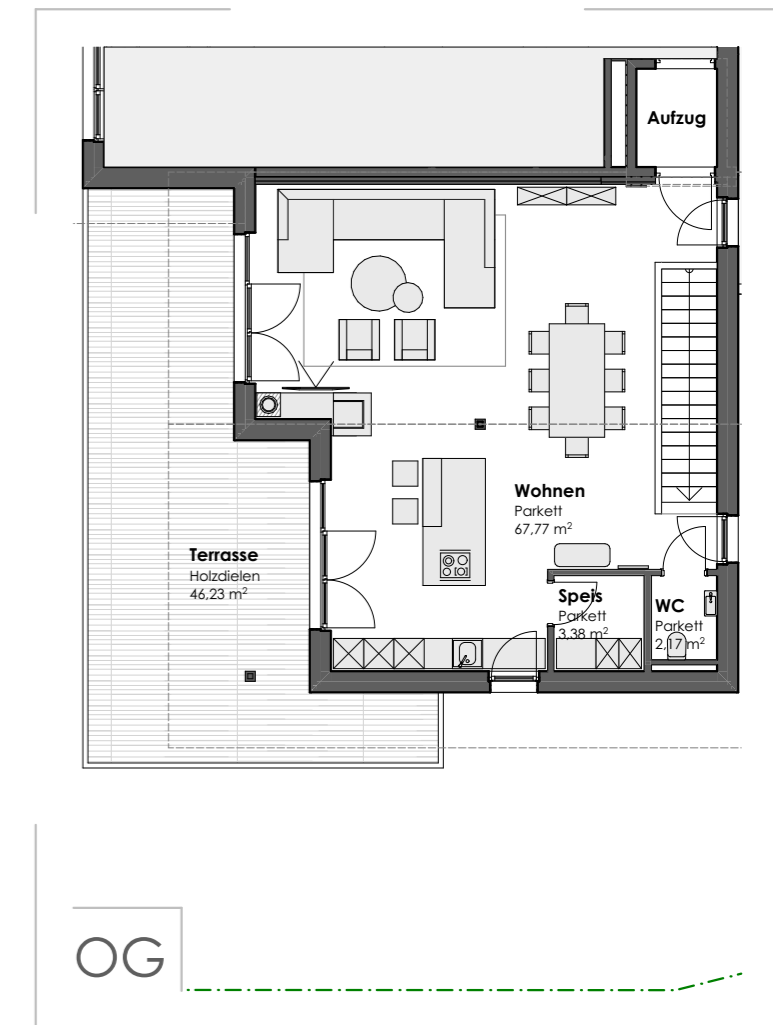 Aufzug
Wohnen
Parkett
67,77 m²
Terrasse
Holzdielen
46,23 m²
Speis
Parkett
3,38 m²
WC
Parkett
2,17 m²
OG